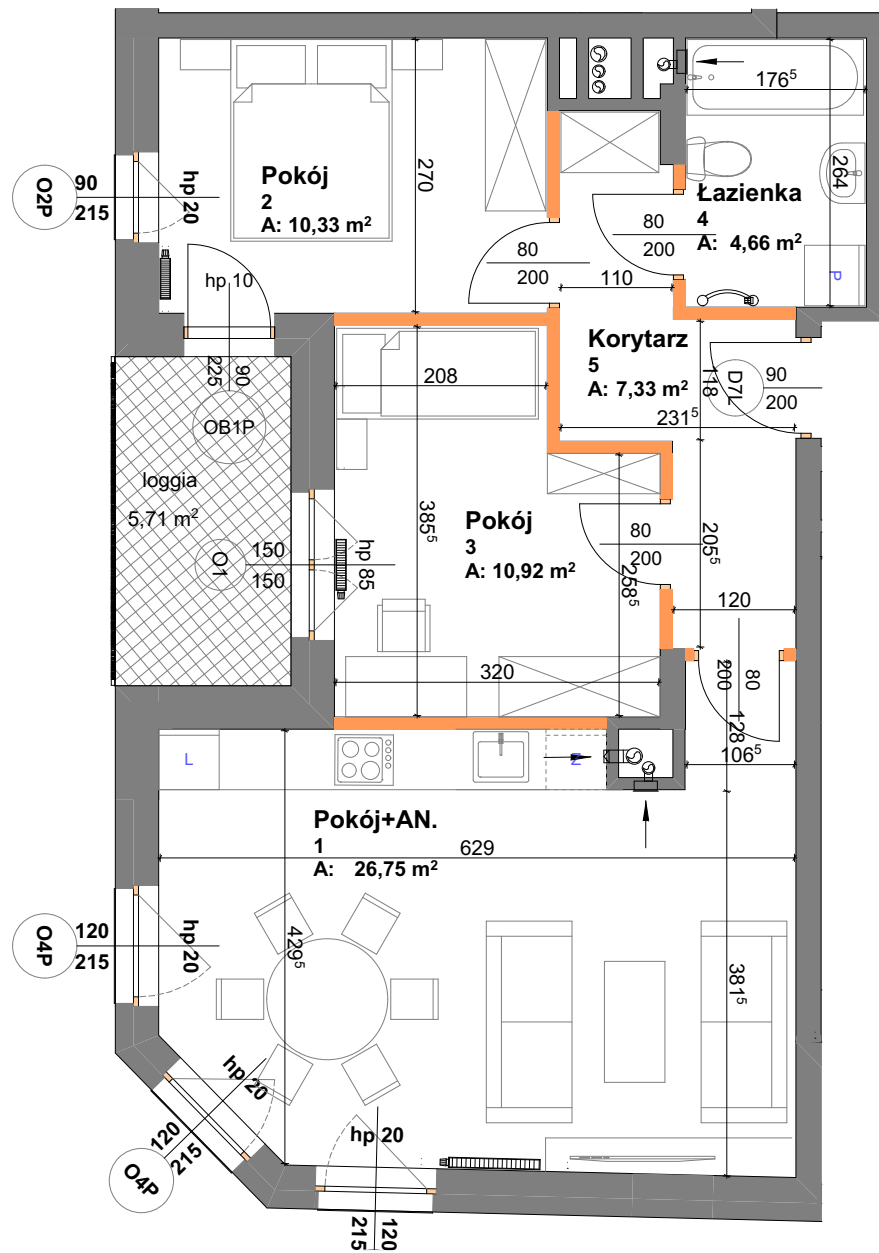 176⁵
264
270
O2P
90
215
hp 20
Pokój
2
A: 10,33 m²
Łazienka
4
A: 4,66 m²
80
200
80
200
P
hp 10
110
90
225
OB1P
Korytarz
5
A: 7,33 m²
118
D7L
90
200
208
231⁵
loggia
5,71 m²
O1
150
150
hp 85
385⁵
Pokój
3
A: 10,92 m²
80
200
258⁵
205⁵
120
320
80
200
128
106⁵
L
Z
Pokój+AN.
1
A: 26,75 m²
629
O4P
120
215
hp 20
429⁵
381⁵
hp 20
O4P
120
215
hp 20
120
215